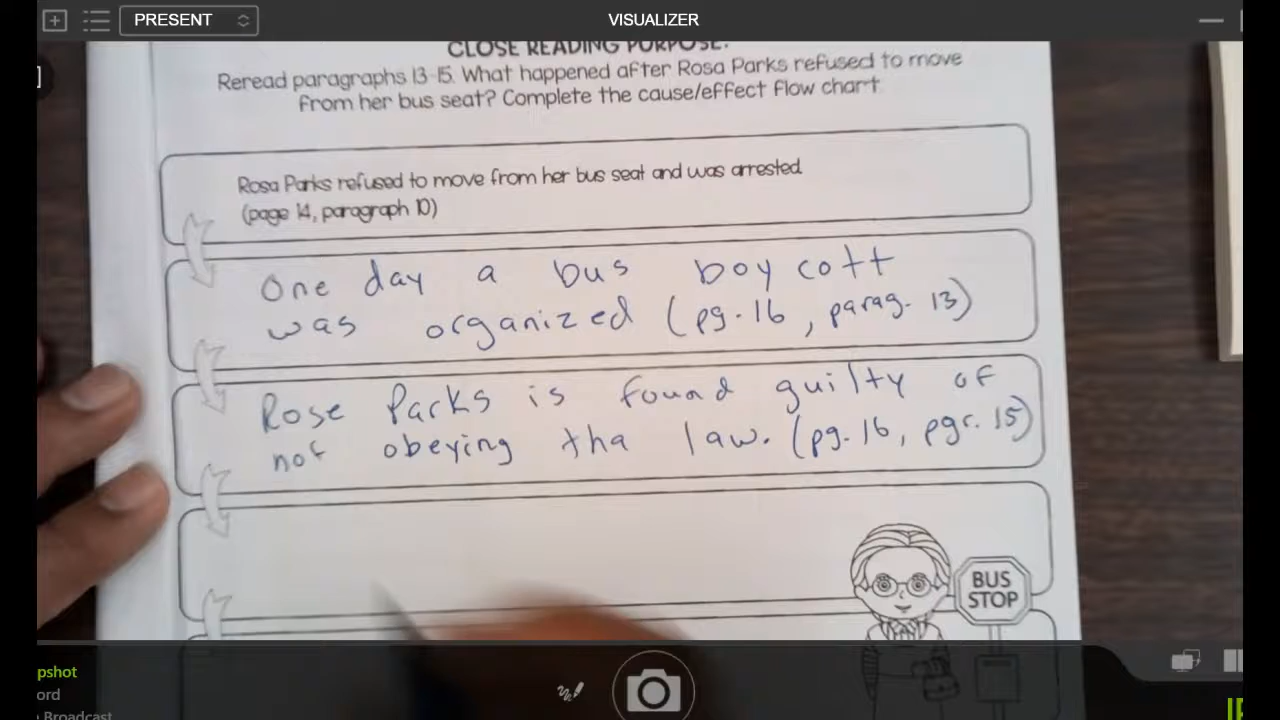 PRESENT
VISUALIZER
CLOSE READING PURPOSE:
Reread paragraphs 13-15. What happened after Rosa Parks refused to move
from her bus seat? Complete the cause/effect flow chart
Rosa Parks refused to move from her bus seat and was arrested.
(page 14, paragraph 10)
One day a bus boycott
was organized (pg. 16, parag. 13)
Rose Parks is found guilty of
not obeying tha law. (pg. 16, pgr. 15)
BUS
STOP
pshot
ord
Broadcast